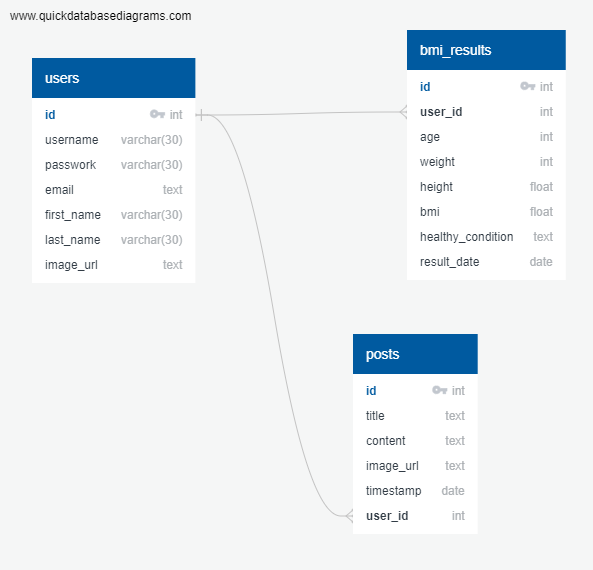 www.quickdatabasediagrams.com
users
id int
username varchar(30)
passwork varchar(30)
email text
first_name varchar(30)
last_name varchar(30)
image_url text
bmi_results
id int
user_id int
age int
weight int
height float
bmi float
healthy_condition text
result_date date
posts
id int
title text
content text
image_url text
timestamp date
user_id int